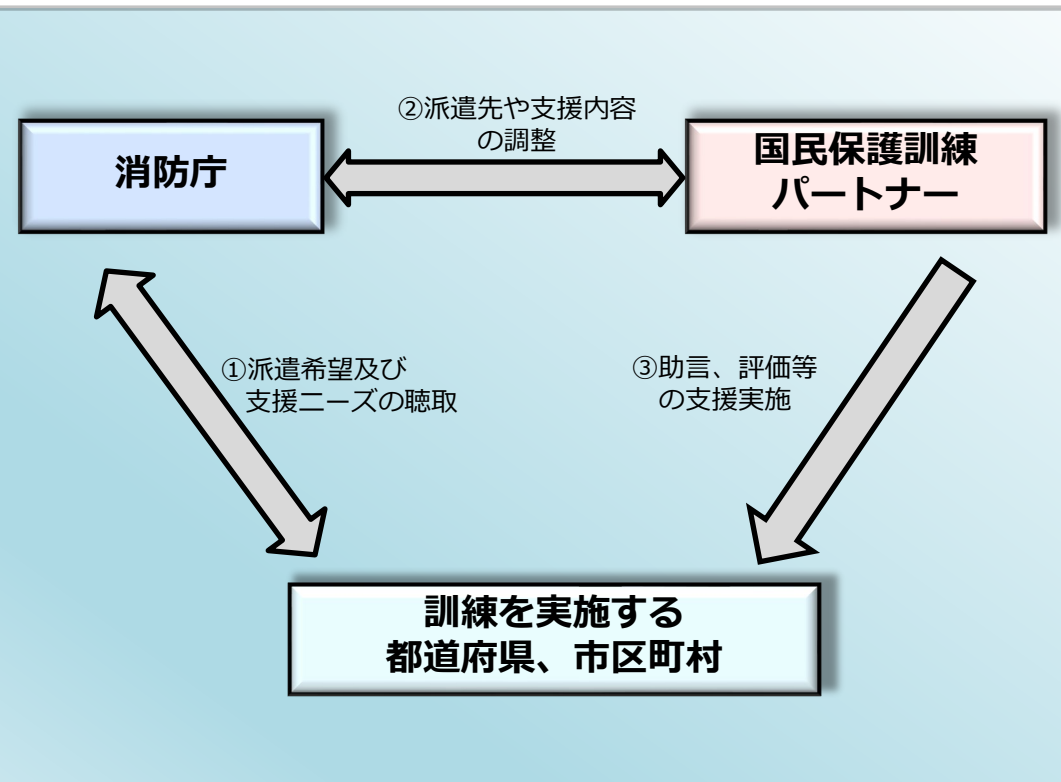 ②派遣先や支援内容
の調整
消防庁
国民保護訓練
パートナー
①派遣希望及び
支援ニーズの聴取
③助言、評価等
の支援実施
訓練を実施する
都道府県、市区町村